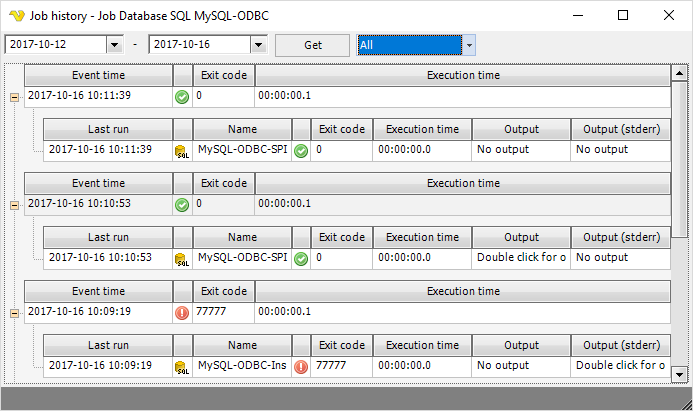 Job history - Job Database SQL MySQL-ODBC
2017-10-12 - 2017-10-16 Get All
Event time Exit code Execution time
2017-10-16 10:11:39 0 00:00:00.1
Last run Name Exit code Execution time Output Output (stderr)
2017-10-16 10:11:39 SQL MySQL-ODBC-SPI 0 00:00:00.0 No output No output
Event time Exit code Execution time
2017-10-16 10:10:53 0 00:00:00.1
Last run Name Exit code Execution time Output Output (stderr)
2017-10-16 10:10:53 SQL MySQL-ODBC-SPI 0 00:00:00.0 Double click for o No output
Event time Exit code Execution time
2017-10-16 10:09:19 77777 00:00:00.1
Last run Name Exit code Execution time Output Output (stderr)
2017-10-16 10:09:19 SQL MySQL-ODBC-Ins 77777 00:00:00.0 No output Double click for o